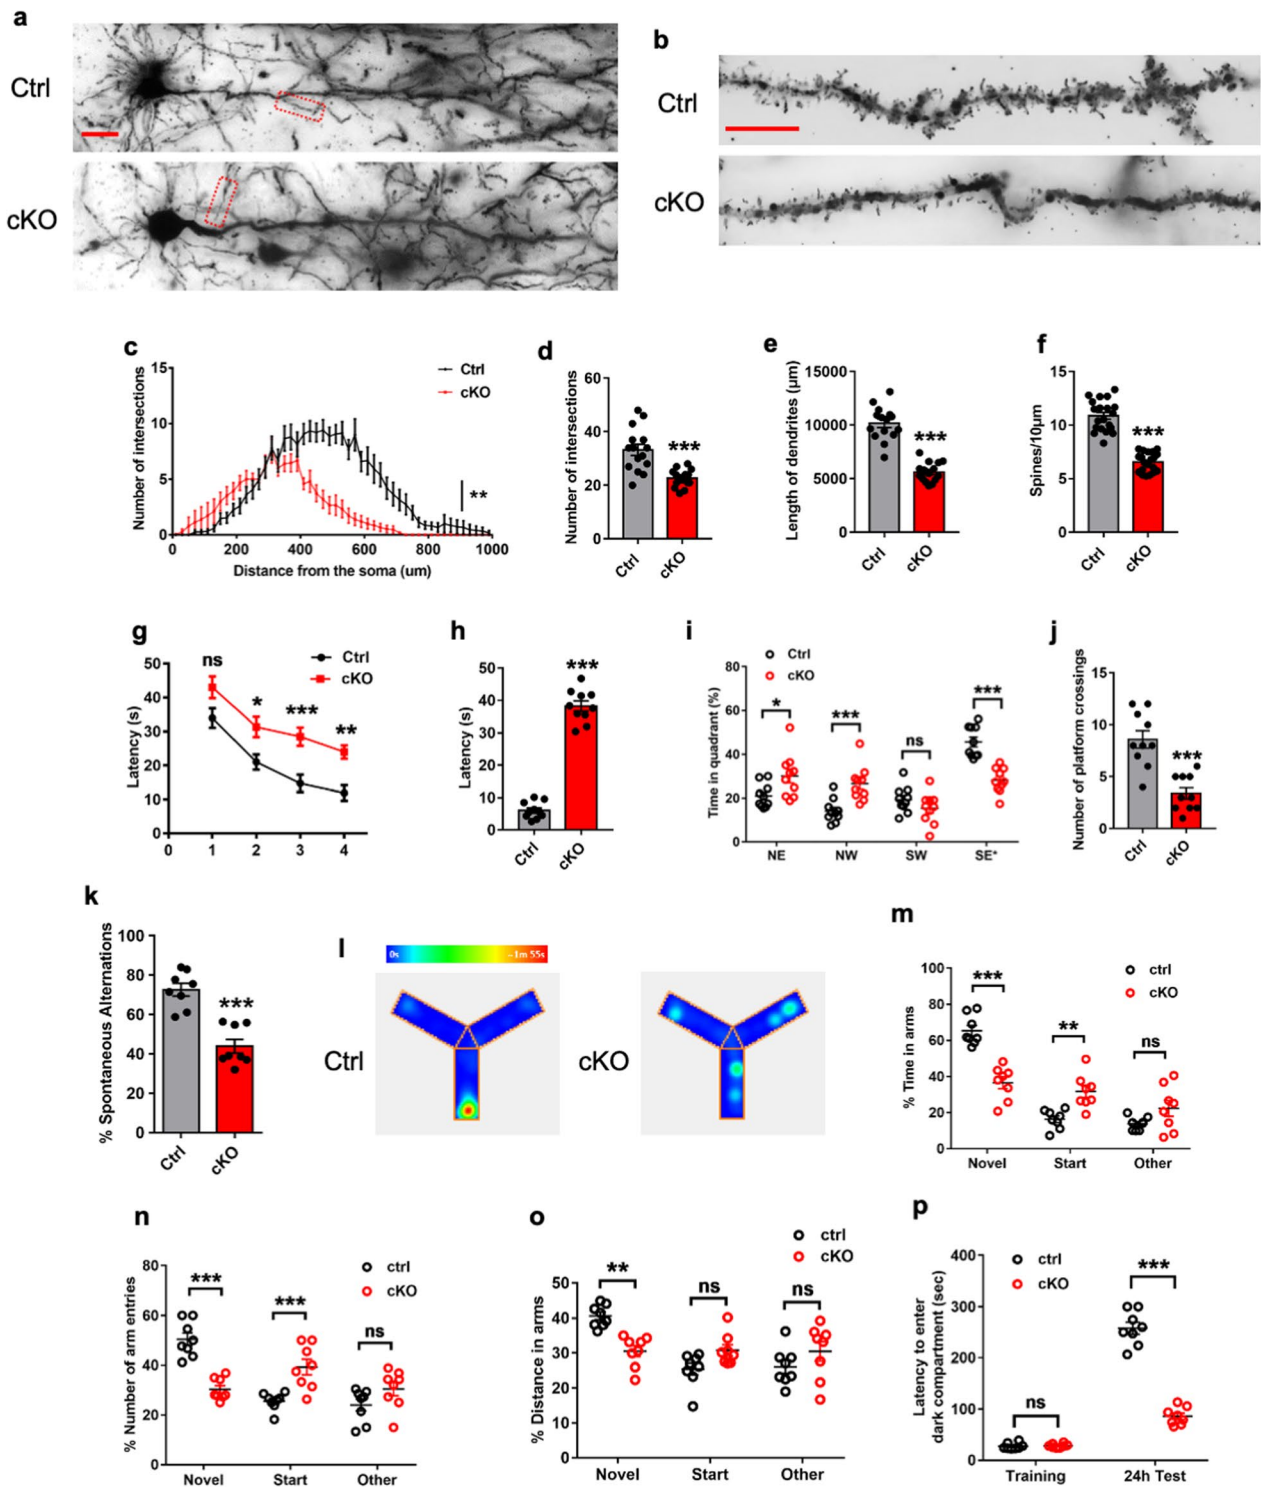 a
Ctrl
cKO
b
Ctrl
cKO
c
Number of intersections
15
10
5
0
0
200
400
600
800
1000
Distance from the soma (um)
Ctrl
cKO
**
d
Number of intersections
60
40
20
0
***
Ctrl
cKO
e
Length of dendrites (μm)
15000
10000
5000
0
***
Ctrl
cKO
f
Spines/10μm
15
10
5
0
***
Ctrl
cKO
g
Latency (s)
50
40
30
20
10
0
0
1
2
3
4
ns
*
***
**
Ctrl
cKO
h
Latency (s)
50
40
30
20
10
0
***
Ctrl
cKO
i
Time in quadrant (%)
80
60
40
20
0
Ctrl
cKO
*
***
ns
***
NE
NW
SW
SE*
j
Number of platform crossings
15
10
5
0
***
Ctrl
cKO
k
% Spontaneous Alternations
100
80
60
40
20
0
***
Ctrl
cKO
l
0s
~1m 55s
Ctrl
cKO
m
% Time in arms
100
80
60
40
20
0
ctrl
cKO
***
**
ns
Novel
Start
Other
n
% Number of arm entries
80
60
40
20
0
ctrl
cKO
***
***
ns
Novel
Start
Other
o
% Distance in arms
50
40
30
20
10
0
ctrl
cKO
**
ns
ns
Novel
Start
Other
p
Latency to enter
dark compartment (sec)
400
300
200
100
0
ctrl
cKO
ns
***
Training
24h Test